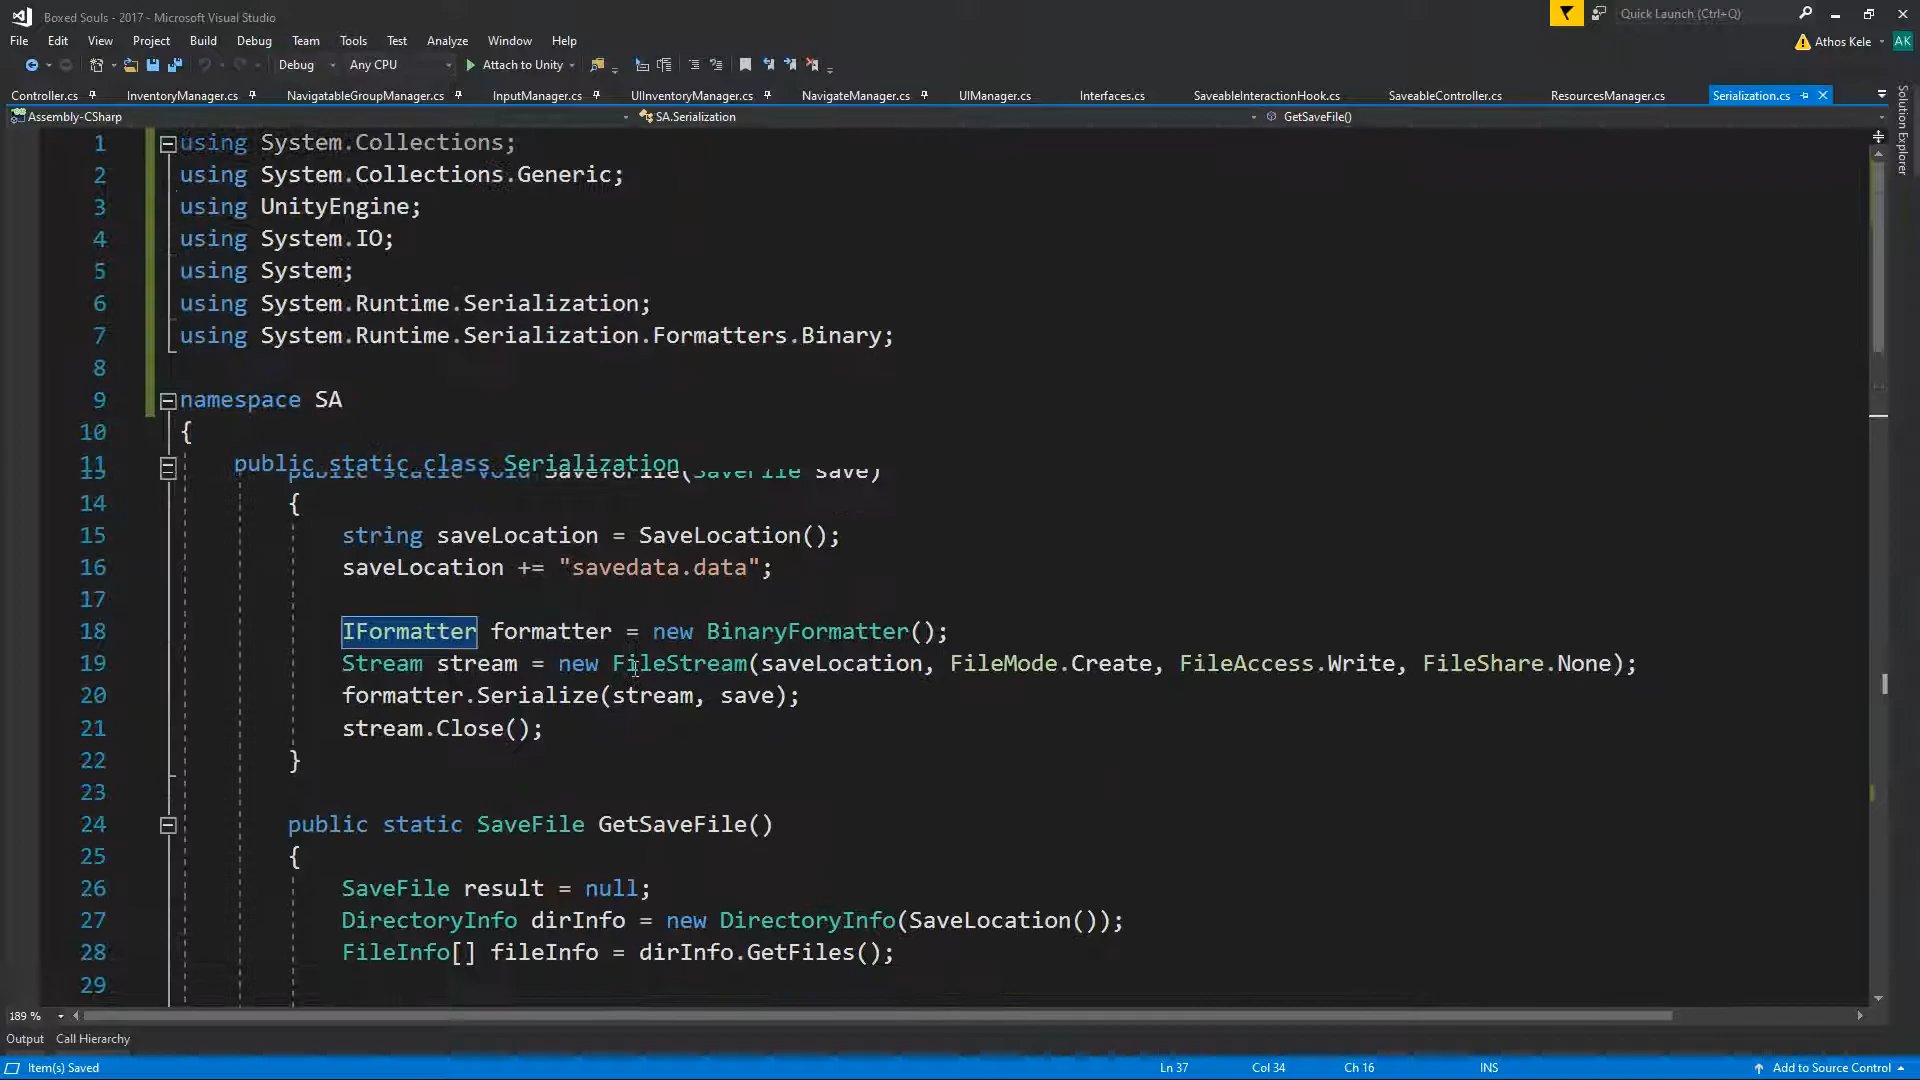 Boxed Souls - 2017 - Microsoft Visual Studio
Quick Launch (Ctrl+Q)
File Edit View Project Build Debug Team Tools Test Analyze Window Help
Athos Kele AK
Debug Any CPU Attach to Unity
Controller.cs InventoryManager.cs NavigatableGroupManager.cs InputManager.cs UIInventoryManager.cs NavigateManager.cs UIManager.cs Interfaces.cs SaveableInteractionHook.cs SaveableController.cs ResourcesManager.cs Serialization.cs
Assembly-CSharp SA.Serialization GetSaveFile()
Solution Explorer
1 using System.Collections;
2 using System.Collections.Generic;
3 using UnityEngine;
4 using System.IO;
5 using System;
6 using System.Runtime.Serialization;
7 using System.Runtime.Serialization.Formatters.Binary;
8
9 namespace SA
10 {
11 public static class Serialization
public static void (SaveFile save)
14 {
15 string saveLocation = SaveLocation();
16 saveLocation += "savedata.data";
17
18 IFormatter formatter = new BinaryFormatter();
19 Stream stream = new FileStream(saveLocation, FileMode.Create, FileAccess.Write, FileShare.None);
20 formatter.Serialize(stream, save);
21 stream.Close();
22 }
23
24 public static SaveFile GetSaveFile()
25 {
26 SaveFile result = null;
27 DirectoryInfo dirInfo = new DirectoryInfo(SaveLocation());
28 FileInfo[] fileInfo = dirInfo.GetFiles();
29
189 %
Output Call Hierarchy
Item(s) Saved Ln 37 Col 34 Ch 16 INS Add to Source Control